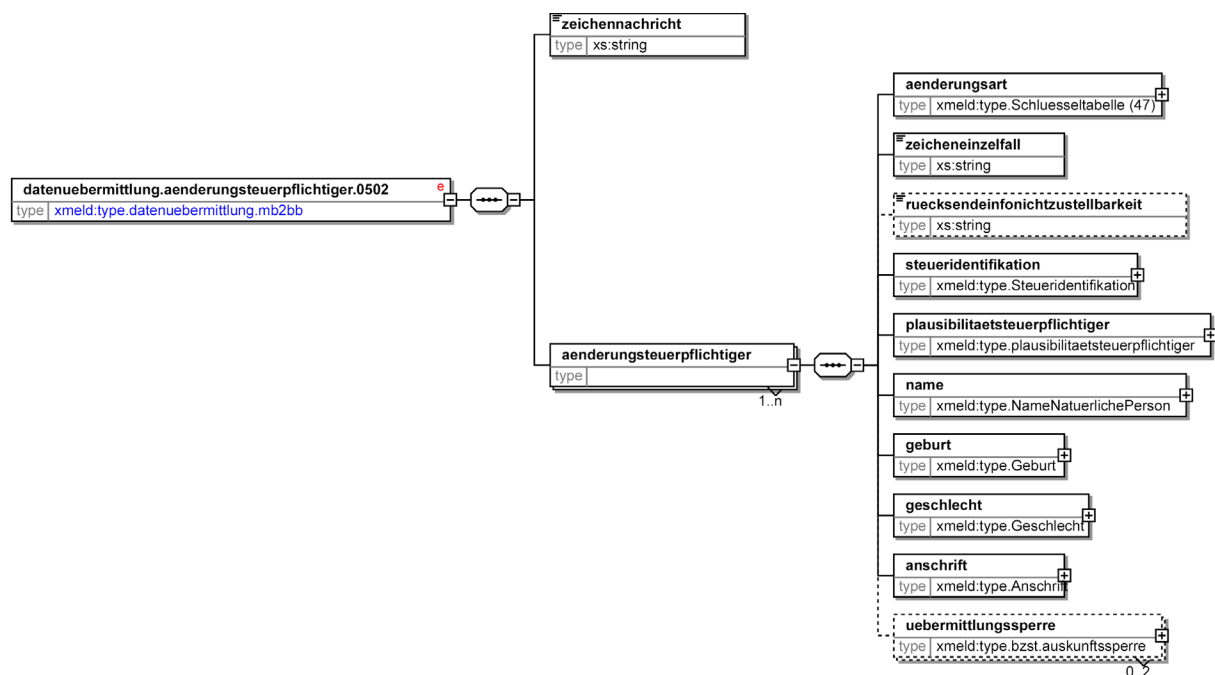 zeichennachricht
type xs:string
aenderungsart
type xmeld:type.Schluesseltabelle (47)
zeicheneinzelfall
type xs:string
datenuebermittlung.aenderungsteuerpflichtiger.0502 e
type xmeld:type.datenuebermittlung.mb2bb
ruecksendeinfonichtzustellbarkeit
type xs:string
steueridentifikation
type xmeld:type.Steueridentifikation
plausibilitaetsteuerpflichtiger
type xmeld:type.plausibilitaetsteuerpflichtiger
aenderungsteuerpflichtiger
type
1..n
name
type xmeld:type.NameNatuerlichePerson
geburt
type xmeld:type.Geburt
geschlecht
type xmeld:type.Geschlecht
anschrift
type xmeld:type.Anschrift
uebermittlungssperre
type xmeld:type.bzst.auskunftssperre
0..2